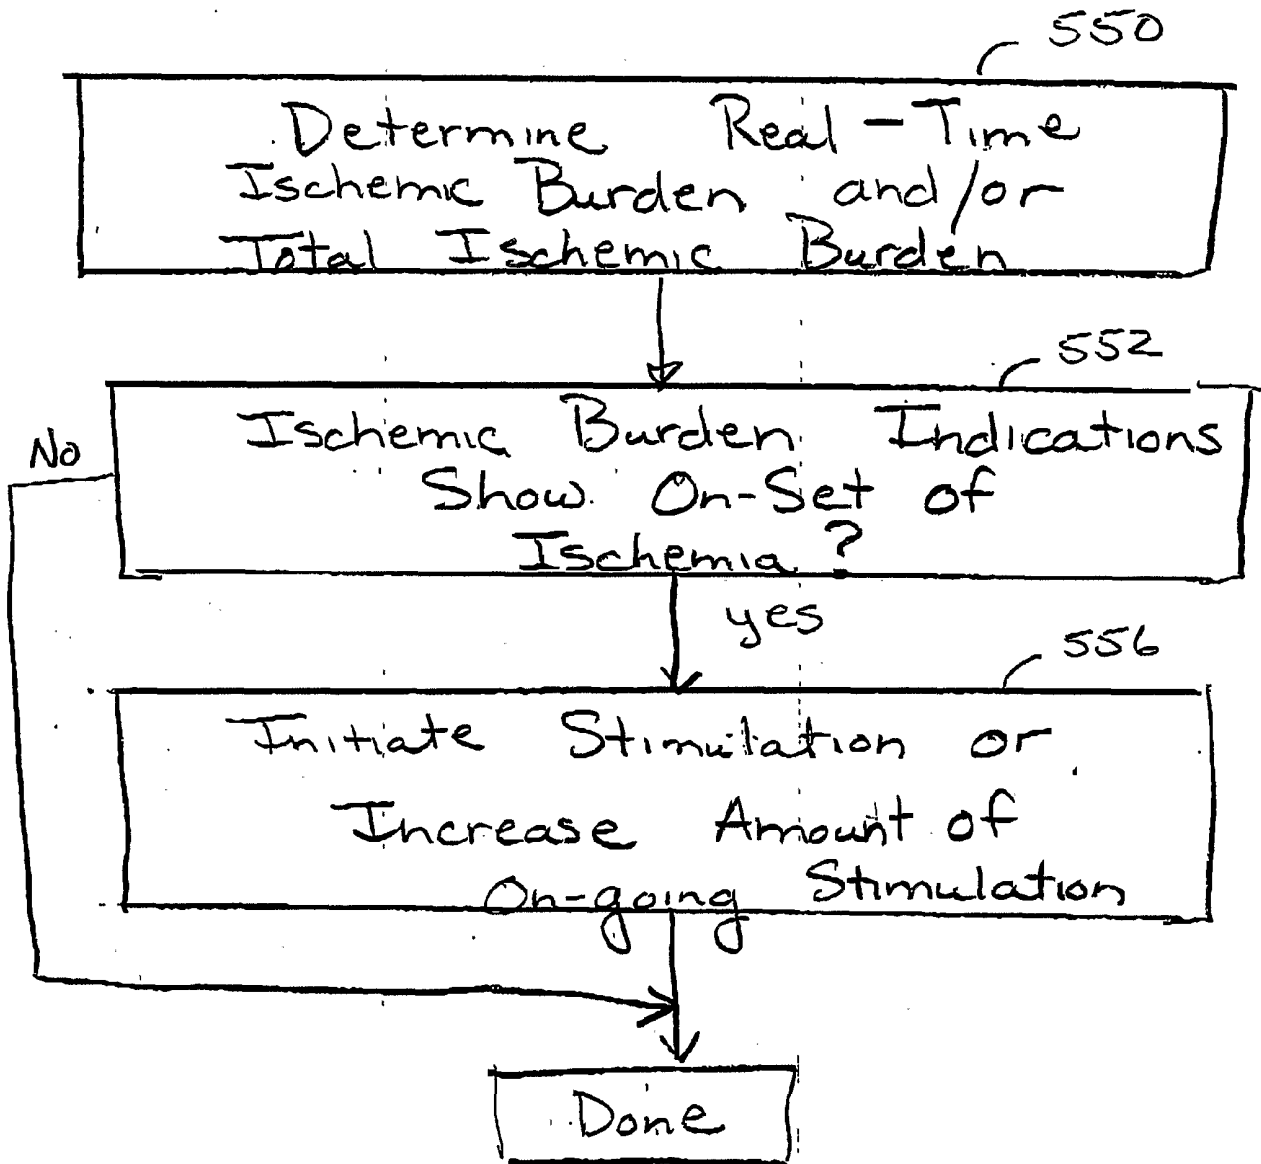 550
Determine Real-Time
Ischemic Burden and/or
Total Ischemic Burden
552
Ischemic Burden Indications
Show On-Set of
Ischemia?
No
yes
556
Initiate Stimulation or
Increase Amount of
On-going Stimulation
Done